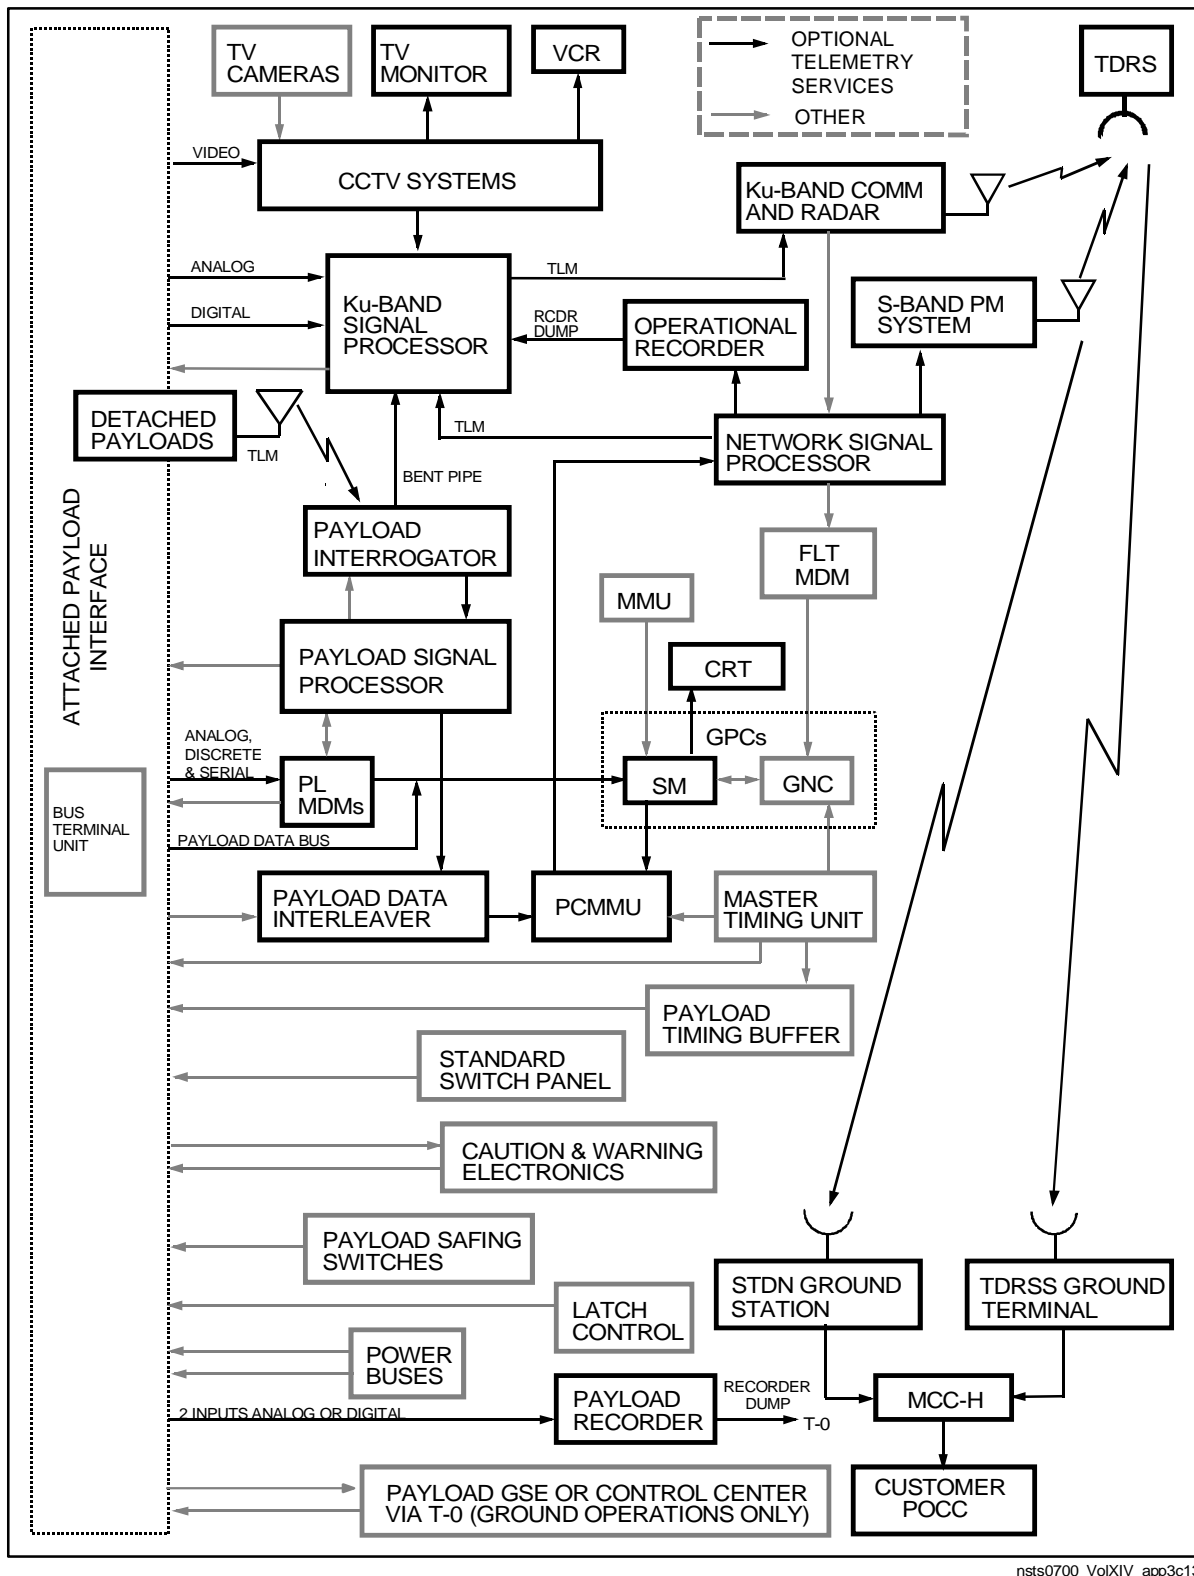 TV
CAMERAS
TV
MONITOR
VCR
OPTIONAL
TELEMETRY
SERVICES
OTHER
TDRS
VIDEO
CCTV SYSTEMS
Ku-BAND COMM
AND RADAR
ANALOG
DIGITAL
Ku-BAND
SIGNAL
PROCESSOR
TLM
RCDR
DUMP
OPERATIONAL
RECORDER
S-BAND PM
SYSTEM
DETACHED
PAYLOADS
TLM
TLM
BENT PIPE
NETWORK SIGNAL
PROCESSOR
PAYLOAD
INTERROGATOR
FLT
MDM
MMU
ATTACHED PAYLOAD
INTERFACE
PAYLOAD SIGNAL
PROCESSOR
CRT
GPCs
ANALOG,
DISCRETE
& SERIAL
PL
MDMs
SM
GNC
BUS
TERMINAL
UNIT
PAYLOAD DATA BUS
PAYLOAD DATA
INTERLEAVER
PCMMU
MASTER
TIMING UNIT
PAYLOAD
TIMING BUFFER
STANDARD
SWITCH PANEL
CAUTION & WARNING
ELECTRONICS
PAYLOAD SAFING
SWITCHES
STDN GROUND
STATION
TDRSS GROUND
TERMINAL
LATCH
CONTROL
POWER
BUSES
2 INPUTS ANALOG OR DIGITAL
PAYLOAD
RECORDER
RECORDER
DUMP
T-0
MCC-H
PAYLOAD GSE OR CONTROL CENTER
VIA T-0 (GROUND OPERATIONS ONLY)
CUSTOMER
POCC
nsts0700_VolXIV_app3c13